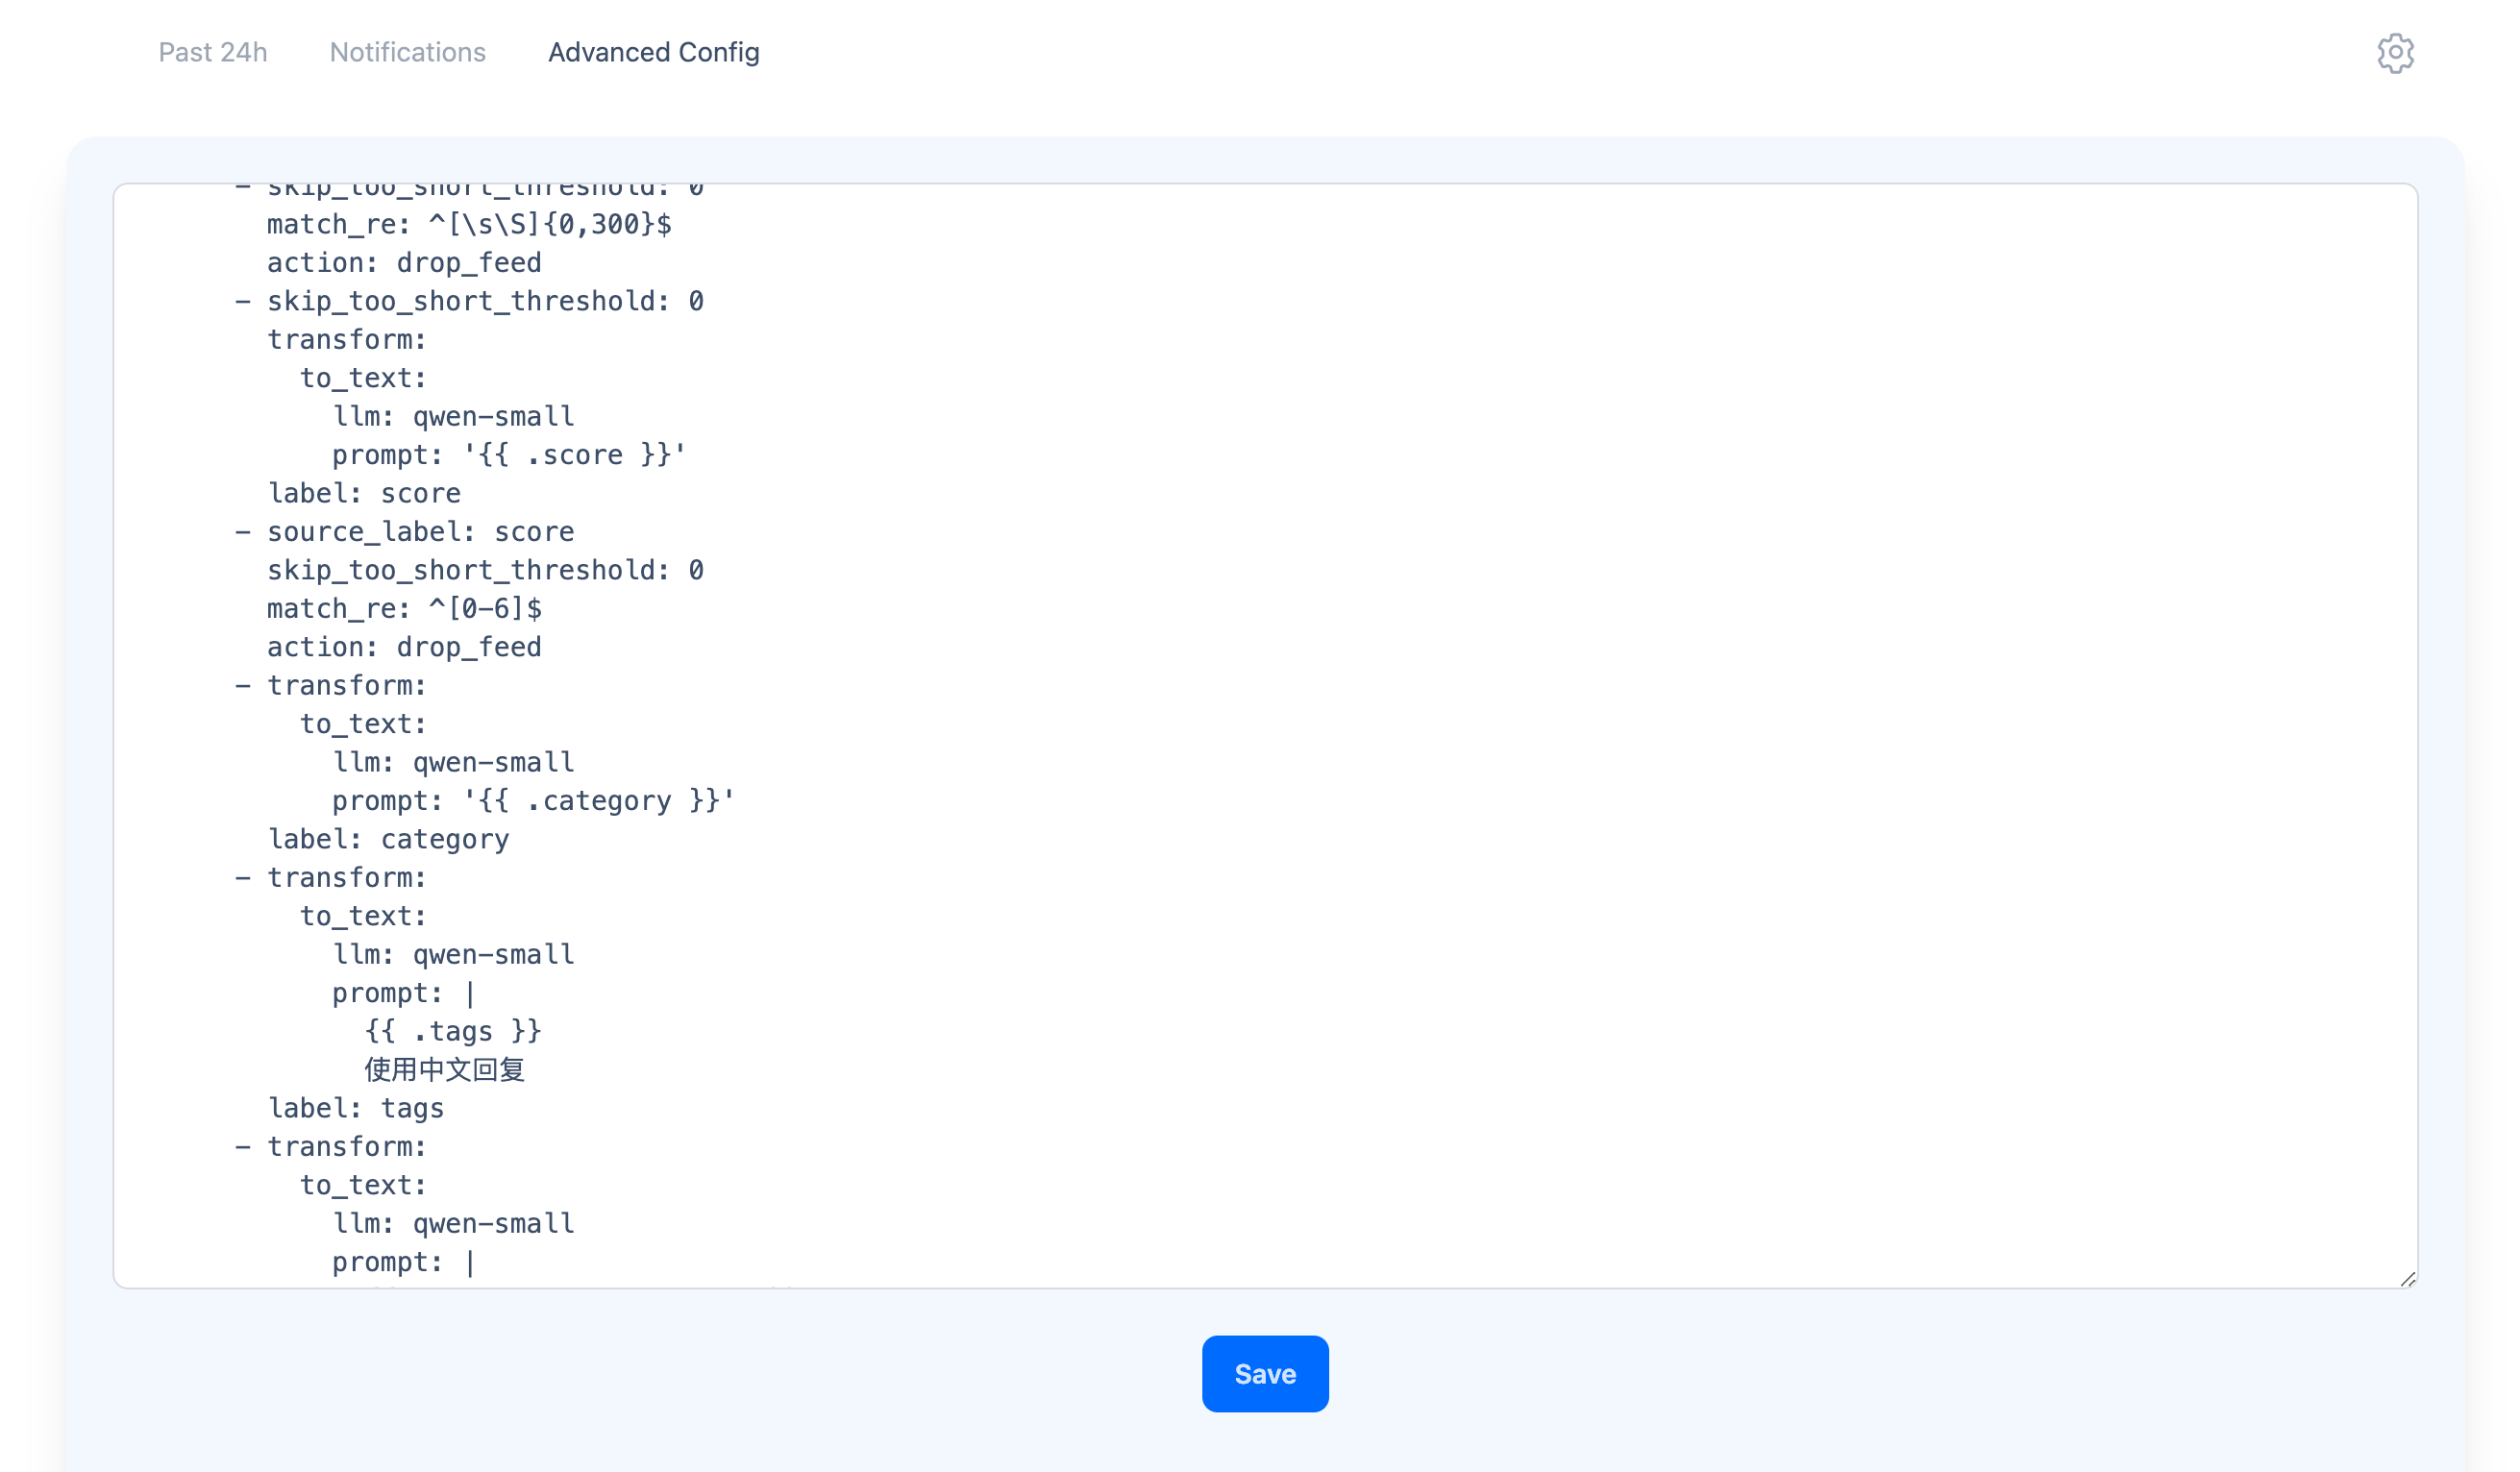 Past 24h Notifications Advanced Config
- skip_too_short_threshold: 0
match_re: ^[\s\S]{0,300}$
action: drop_feed
- skip_too_short_threshold: 0
transform:
to_text:
llm: qwen-small
prompt: '{{ .score }}'
label: score
- source_label: score
skip_too_short_threshold: 0
match_re: ^[0-6]$
action: drop_feed
- transform:
to_text:
llm: qwen-small
prompt: '{{ .category }}'
label: category
- transform:
to_text:
llm: qwen-small
prompt: |
{{ .tags }}
使用中文回复
label: tags
- transform:
to_text:
llm: qwen-small
prompt: |
Save